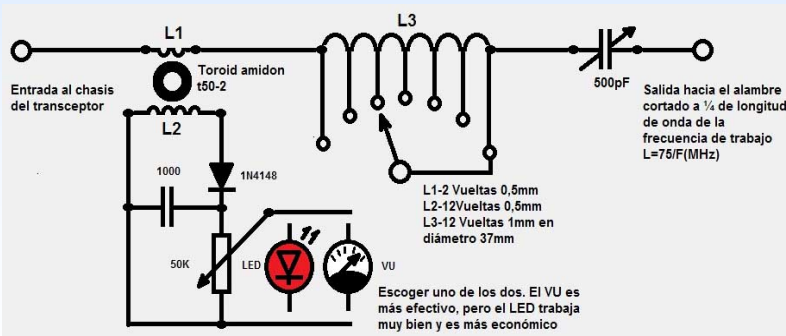 L1
L3
Toroid amidon
t50-2
Entrada al chasis
del transceptor
500pF
Salida hacia el alambre
cortado a ¼ de longitud
de onda de la
frecuencia de trabajo
L=75/F(MHz)
L2
1000
1N4148
L1-2 Vueltas 0,5mm
L2-12Vueltas 0,5mm
L3-12 Vueltas 1mm en
diámetro 37mm
50K
LED
VU
Escoger uno de los dos. El VU es
más efectivo, pero el LED trabaja
muy bien y es más económico